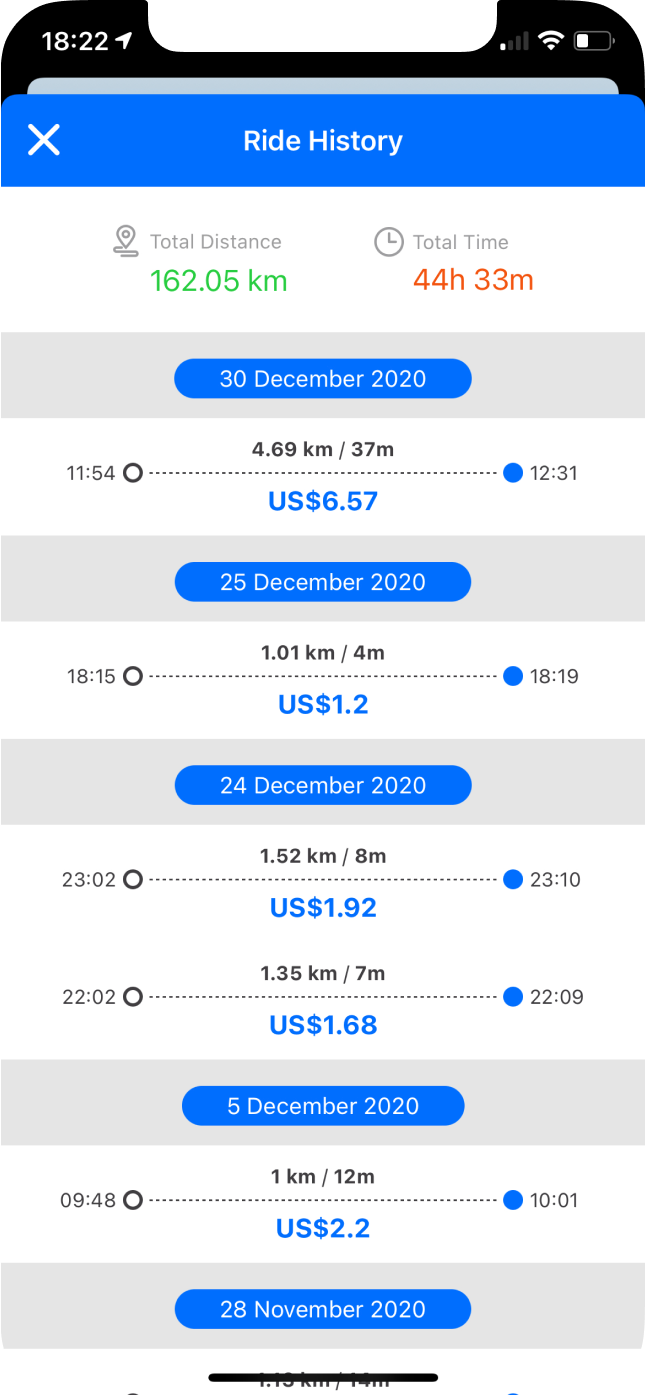 18:22
Ride History
Total Distance
162.05 km
Total Time
44h 33m
30 December 2020
4.69 km / 37m
11:54
12:31
US$6.57
25 December 2020
1.01 km / 4m
18:15
18:19
US$1.2
24 December 2020
1.52 km / 8m
23:02
23:10
US$1.92
1.35 km / 7m
22:02
22:09
US$1.68
5 December 2020
1 km / 12m
09:48
10:01
US$2.2
28 November 2020
km / 14m